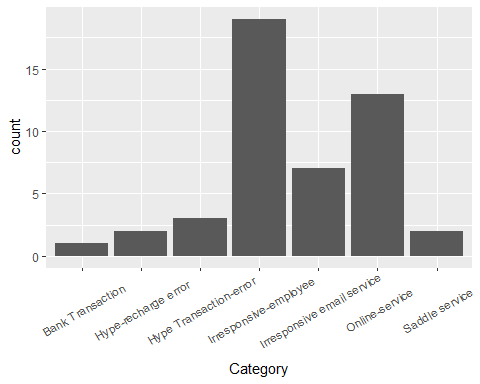 15
10
5
0
count
Bank Transaction
Hype-recharge error
Hype Transaction-error
Irresponsive-employee
Irresponsive email service
Online-service
Saddle service
Category